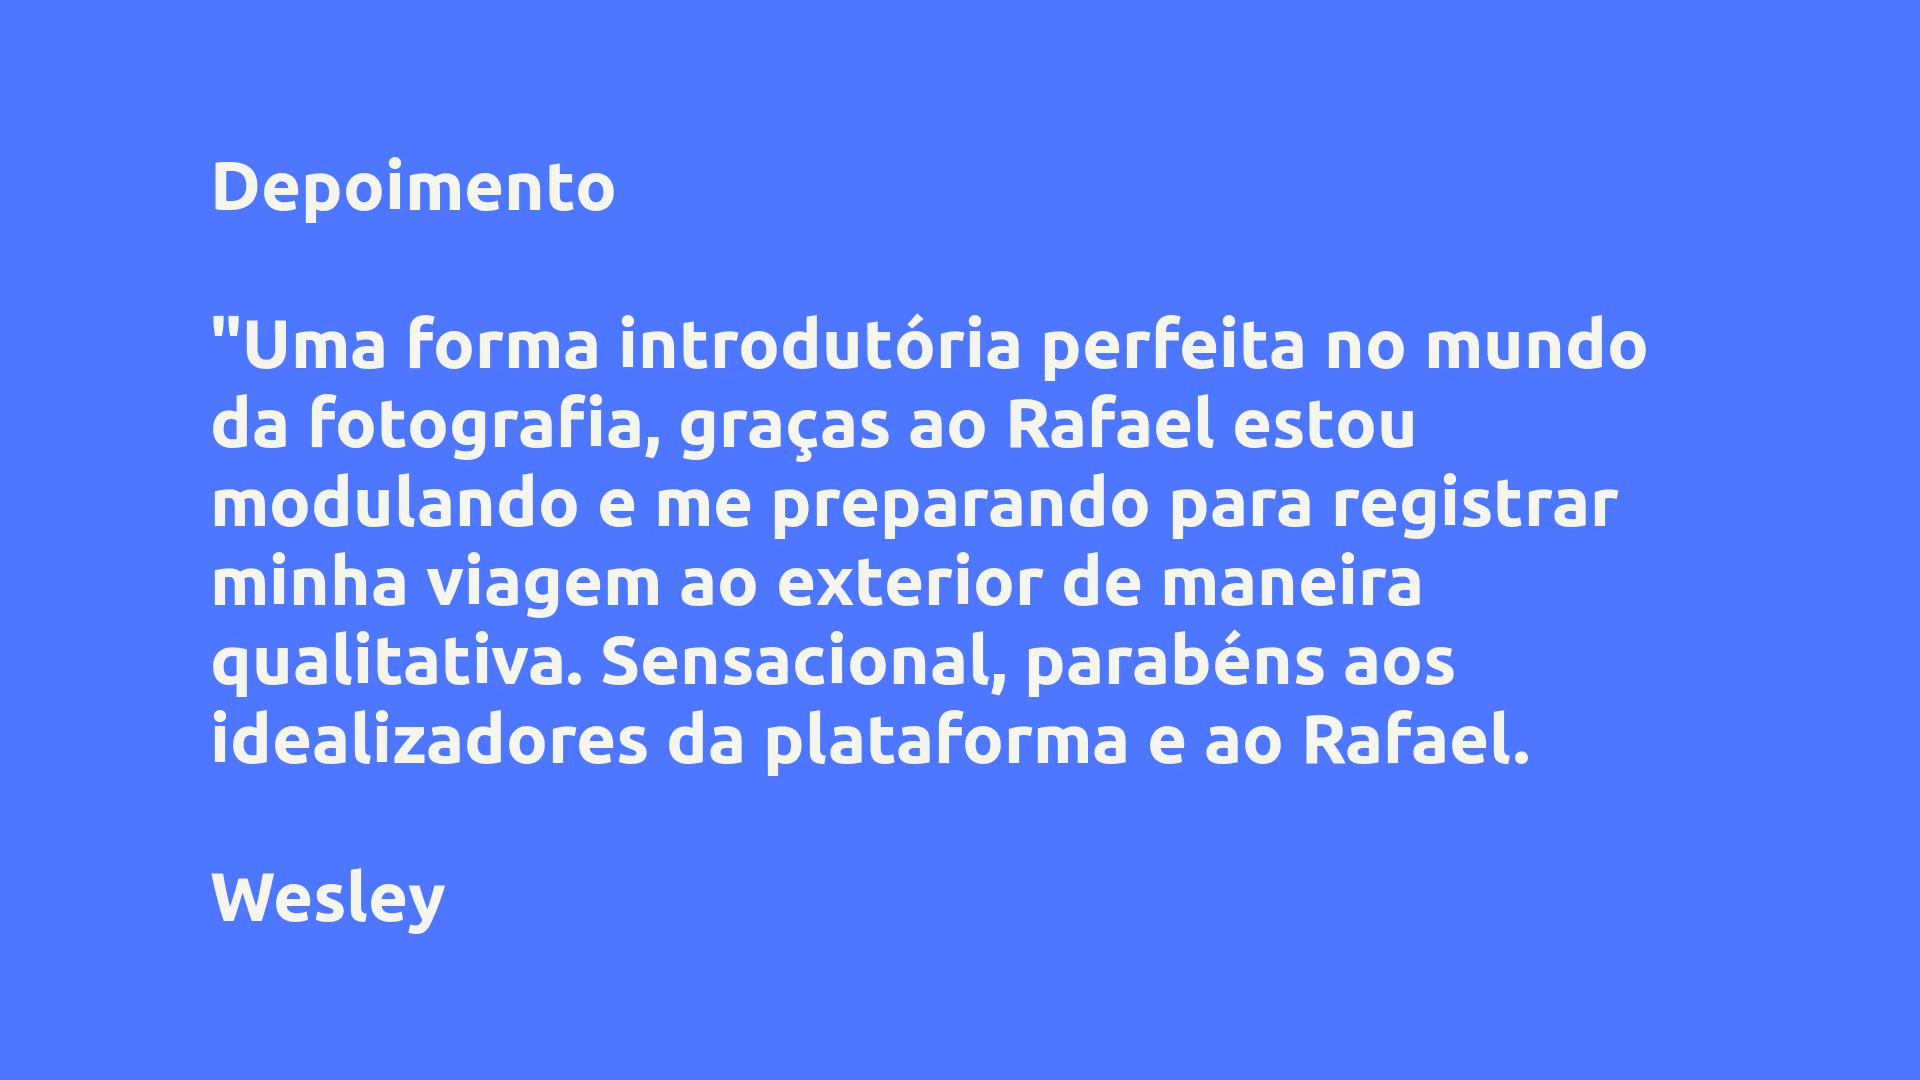 Depoimento
"Uma forma introdutória perfeita no mundo
da fotografia, graças ao Rafael estou
modulando e me preparando para registrar
minha viagem ao exterior de maneira
qualitativa. Sensacional, parabéns aos
idealizadores da plataforma e ao Rafael.
Wesley